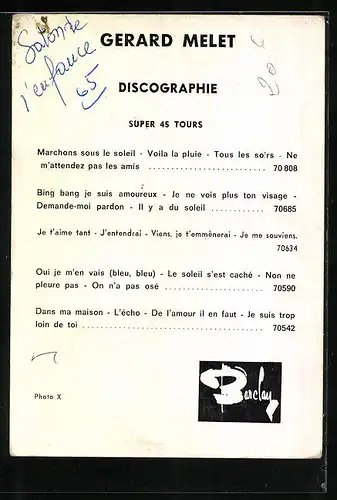 Salon de
l'enfance
65
GERARD MELET
DISCOGRAPHIE
SUPER 45 TOURS
Marchons sous le soleil - Voila la pluie - Tous les soirs - Ne
m'attendez pas les amis .......................... 70 808
Bing bang je suis amoureux - Je ne vois plus ton visage -
Demande-moi pardon - Il y a du soleil ............ 70685
Je t'aime tant - J'entendrai - Viens, je t'emmènerai - Je me souviens.
70634
Oui je m'en vais (bleu, bleu) - Le soleil s'est caché - Non ne
pleure pas - On n'a pas osé ...................... 70590
Dans ma maison - L'écho - De l'amour il en faut - Je suis trop
loin de toi ........................................ 70542
Barclay
Photo X